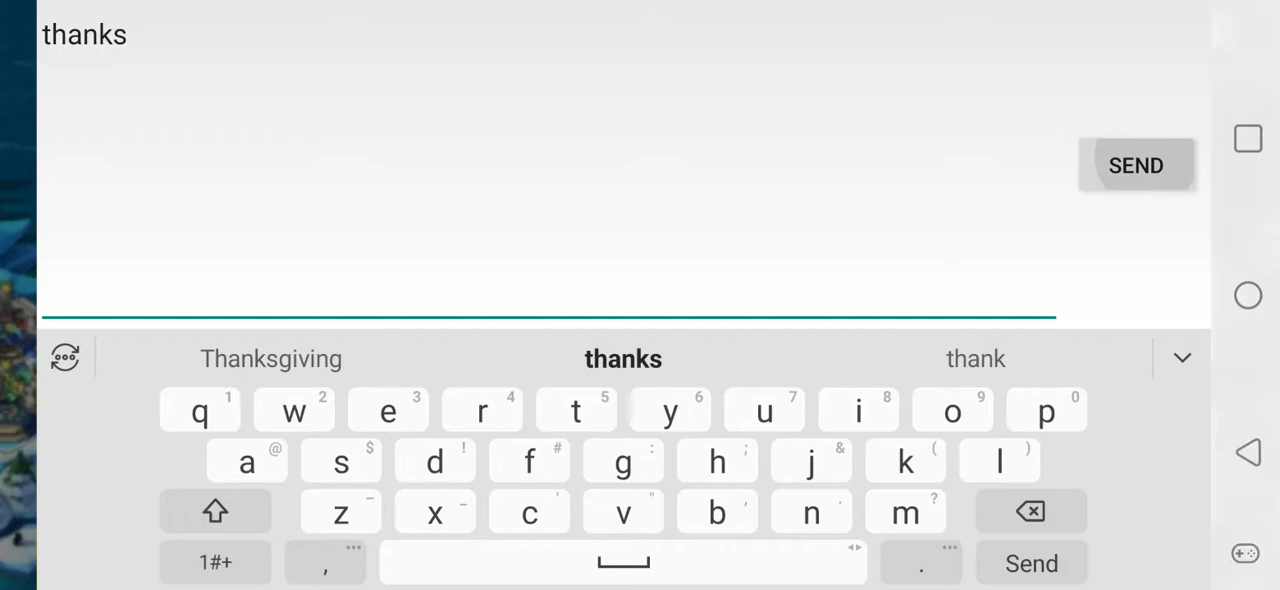 thanks
SEND
Thanksgiving thanks thank
q 1 w 2 e 3 r 4 t 5 y 6 u 7 i 8 o 9 p 0
a @ s $ d ! f # g : h ; j & k ( l )
z – x _ c ' v " b , n . m ?
1#+ , ... . ... Send